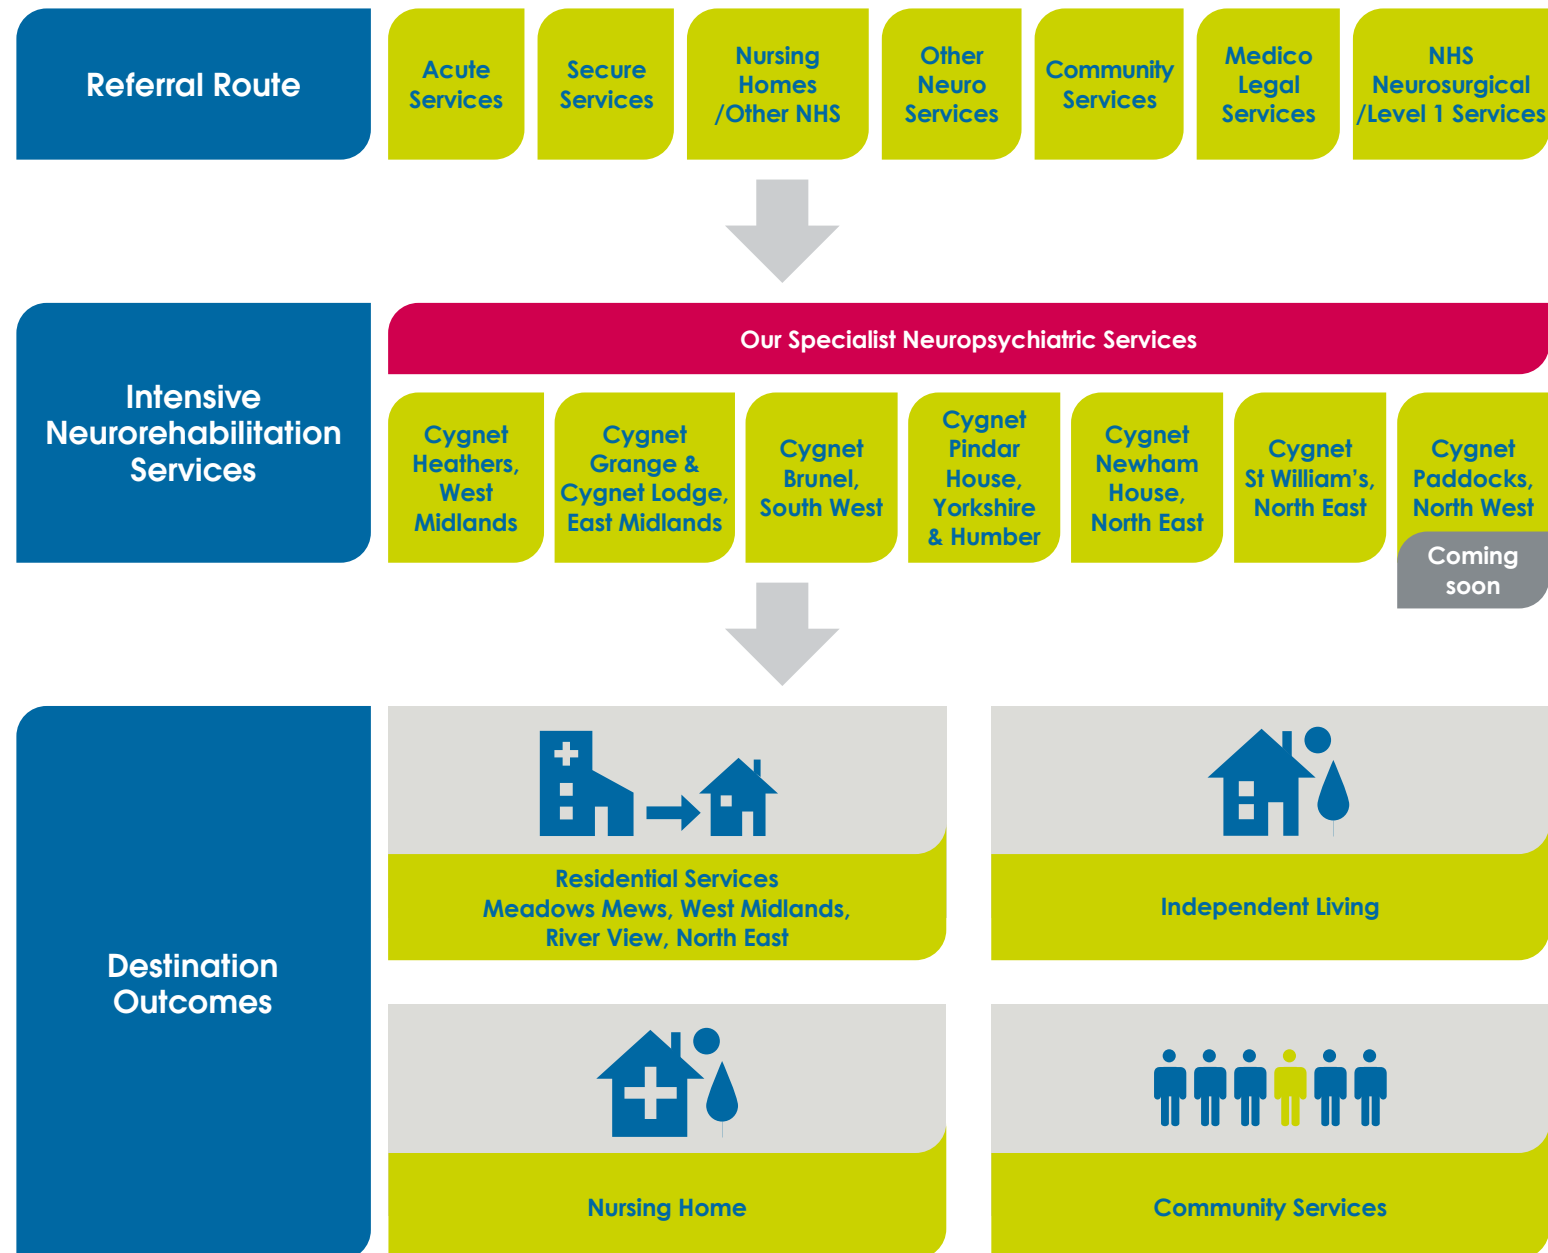 Referral Route
Acute
Services
Secure
Services
Nursing
Homes
/Other NHS
Other
Neuro
Services
Community
Services
Medico
Legal
Services
NHS
Neurosurgical
/Level 1 Services
Intensive
Neurorehabilitation
Services
Our Specialist Neuropsychiatric Services
Cygnet
Heathers,
West
Midlands
Cygnet
Grange &
Cygnet Lodge,
East Midlands
Cygnet
Brunel,
South West
Cygnet
Pindar
House,
Yorkshire
& Humber
Cygnet
Newham
House,
North East
Cygnet
St William's,
North East
Cygnet
Paddocks,
North West
Coming
soon
Destination
Outcomes
Residential Services
Meadows Mews, West Midlands,
River View, North East
Independent Living
Nursing Home
Community Services